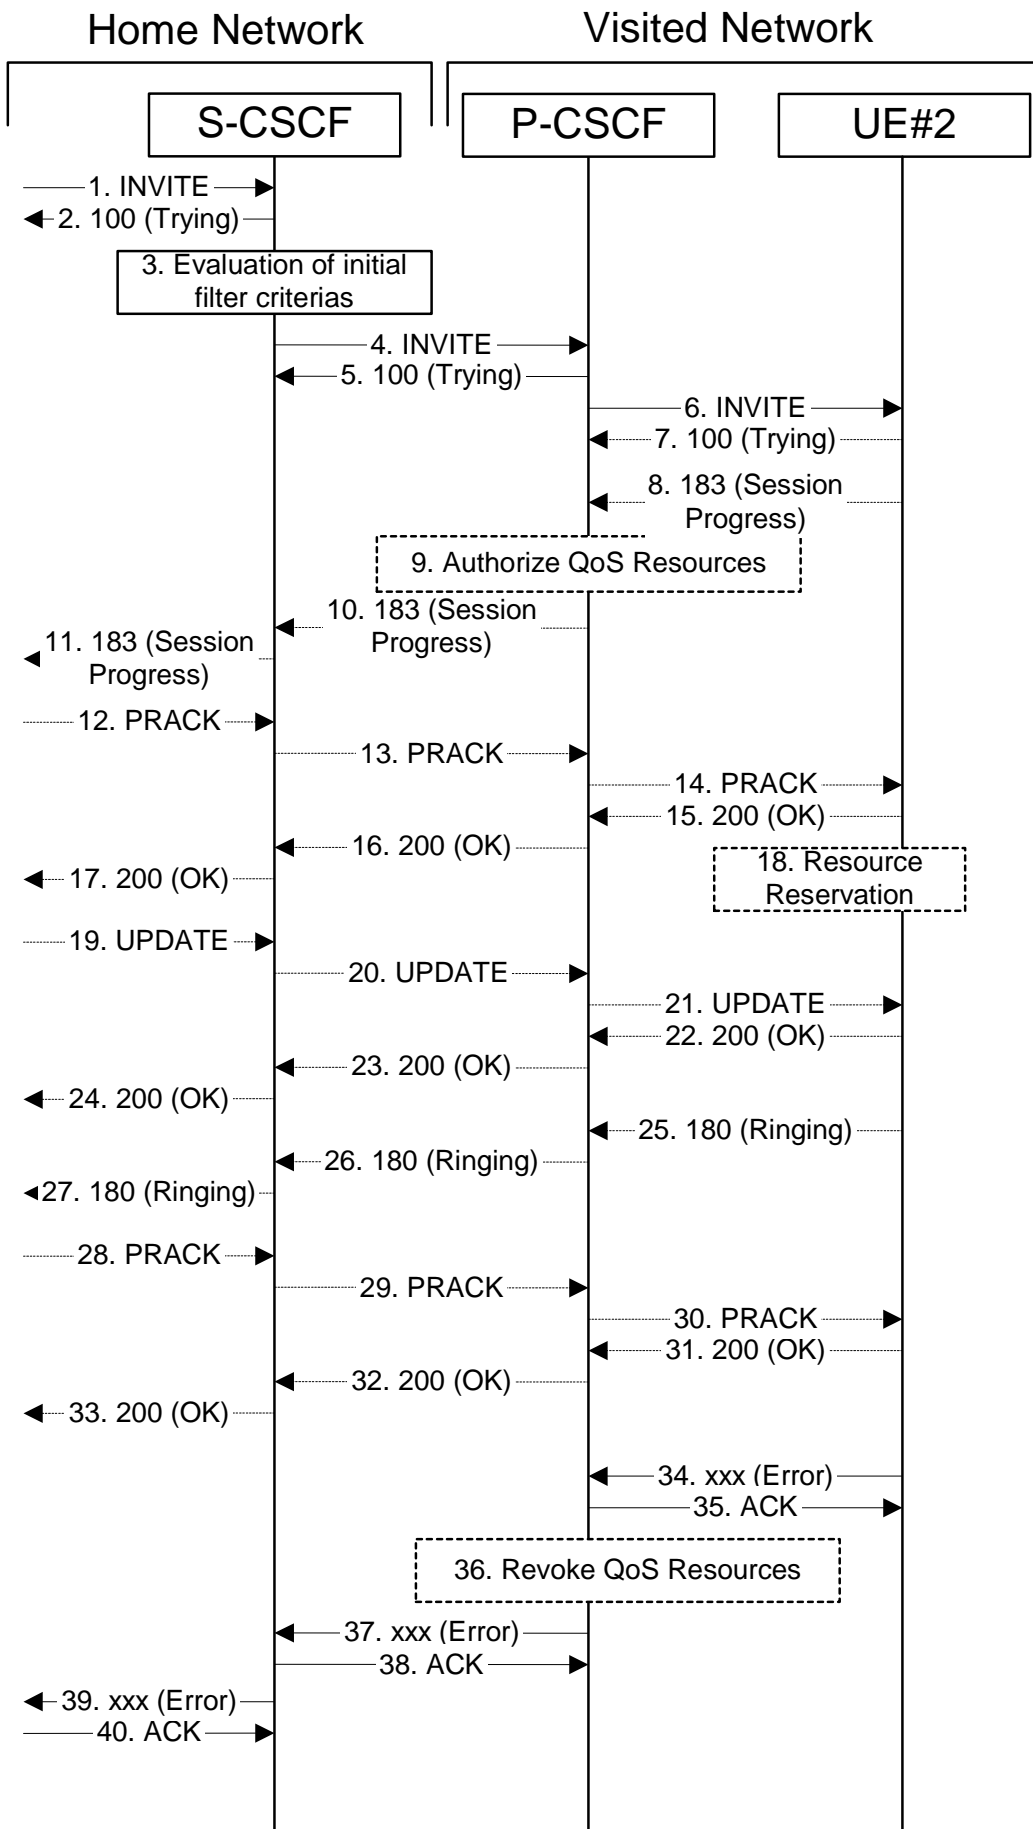 Home Network
Visited Network
S-CSCF
P-CSCF
UE#2
1. INVITE
2. 100 (Trying)
3. Evaluation of initial
filter criterias
4. INVITE
5. 100 (Trying)
6. INVITE
7. 100 (Trying)
8. 183 (Session
Progress)
9. Authorize QoS Resources
10. 183 (Session
Progress)
11. 183 (Session
Progress)
12. PRACK
13. PRACK
14. PRACK
15. 200 (OK)
16. 200 (OK)
17. 200 (OK)
18. Resource
Reservation
19. UPDATE
20. UPDATE
21. UPDATE
22. 200 (OK)
23. 200 (OK)
24. 200 (OK)
25. 180 (Ringing)
26. 180 (Ringing)
27. 180 (Ringing)
28. PRACK
29. PRACK
30. PRACK
31. 200 (OK)
32. 200 (OK)
33. 200 (OK)
34. xxx (Error)
35. ACK
36. Revoke QoS Resources
37. xxx (Error)
38. ACK
39. xxx (Error)
40. ACK